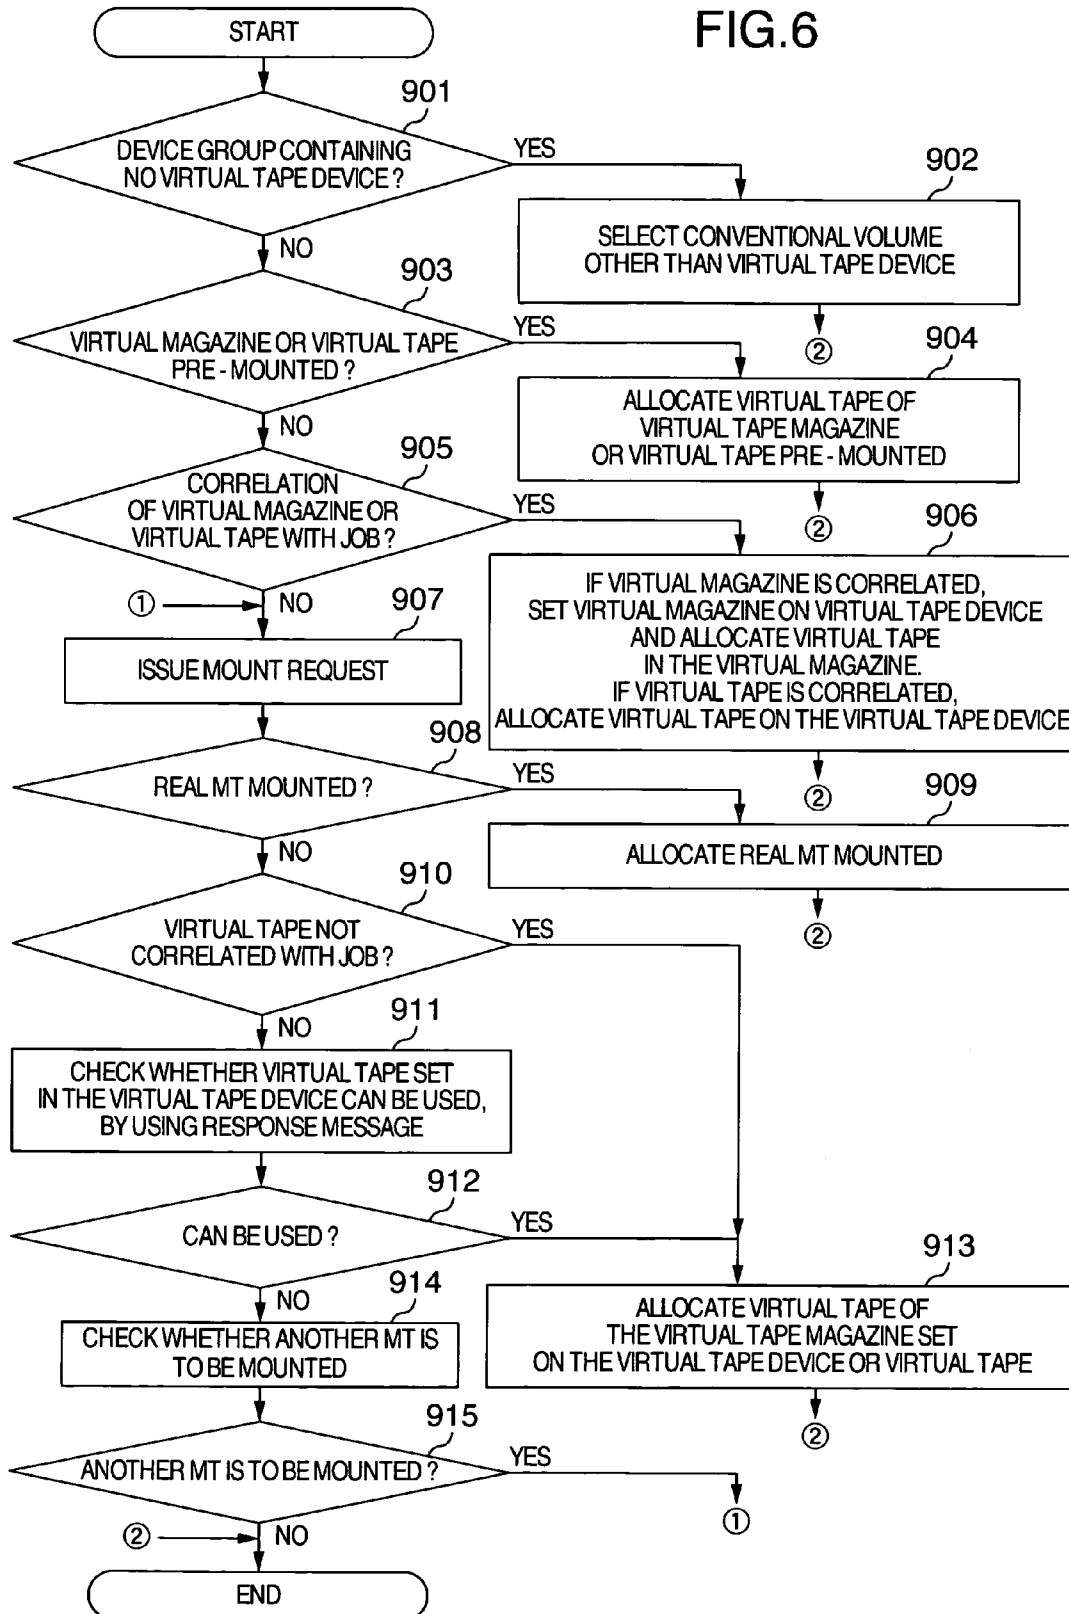 FIG.6
START
901
DEVICE GROUP CONTAINING
NO VIRTUAL TAPE DEVICE ?
YES
NO
902
SELECT CONVENTIONAL VOLUME
OTHER THAN VIRTUAL TAPE DEVICE
②
903
VIRTUAL MAGAZINE OR VIRTUAL TAPE
PRE - MOUNTED ?
YES
NO
904
ALLOCATE VIRTUAL TAPE OF
VIRTUAL TAPE MAGAZINE
OR VIRTUAL TAPE PRE - MOUNTED
②
905
CORRELATION
OF VIRTUAL MAGAZINE OR
VIRTUAL TAPE WITH JOB ?
YES
NO
906
IF VIRTUAL MAGAZINE IS CORRELATED,
SET VIRTUAL MAGAZINE ON VIRTUAL TAPE DEVICE
AND ALLOCATE VIRTUAL TAPE
IN THE VIRTUAL MAGAZINE.
IF VIRTUAL TAPE IS CORRELATED,
ALLOCATE VIRTUAL TAPE ON THE VIRTUAL TAPE DEVICE
②
①
907
ISSUE MOUNT REQUEST
908
REAL MT MOUNTED ?
YES
NO
909
ALLOCATE REAL MT MOUNTED
②
910
VIRTUAL TAPE NOT
CORRELATED WITH JOB ?
YES
NO
911
CHECK WHETHER VIRTUAL TAPE SET
IN THE VIRTUAL TAPE DEVICE CAN BE USED,
BY USING RESPONSE MESSAGE
912
CAN BE USED ?
YES
NO
913
ALLOCATE VIRTUAL TAPE OF
THE VIRTUAL TAPE MAGAZINE SET
ON THE VIRTUAL TAPE DEVICE OR VIRTUAL TAPE
②
914
CHECK WHETHER ANOTHER MT IS
TO BE MOUNTED
915
ANOTHER MT IS TO BE MOUNTED ?
YES
①
NO
②
END